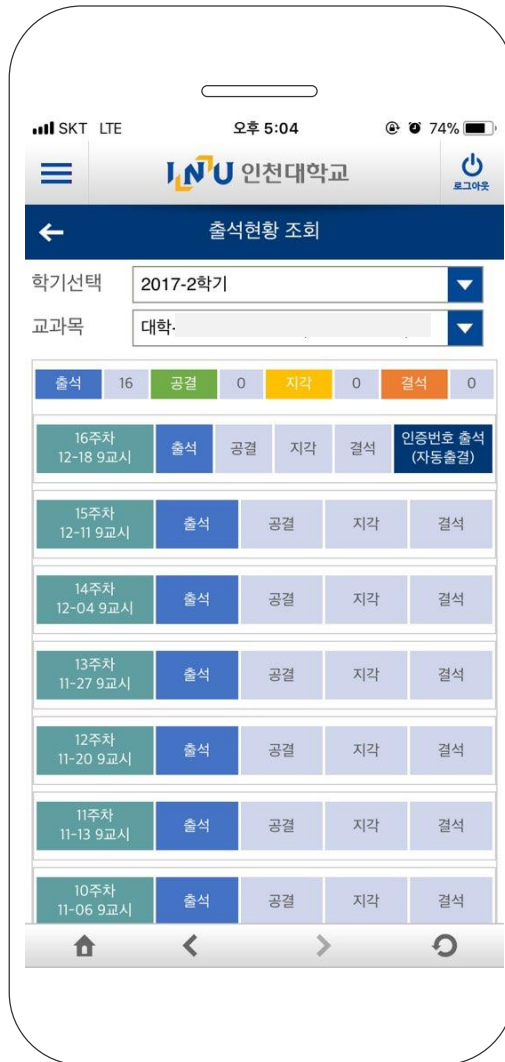 SKT LTE 오후 5:04 74%
INU 인천대학교 로그아웃
출석현황 조회
학기선택 2017-2학기
교과목 대학
출석 16 공결 0 지각 0 결석 0
16주차
12-18 9교시 출석 공결 지각 결석 인증번호 출석
(자동출결)
15주차
12-11 9교시 출석 공결 지각 결석
14주차
12-04 9교시 출석 공결 지각 결석
13주차
11-27 9교시 출석 공결 지각 결석
12주차
11-20 9교시 출석 공결 지각 결석
11주차
11-13 9교시 출석 공결 지각 결석
10주차
11-06 9교시 출석 공결 지각 결석